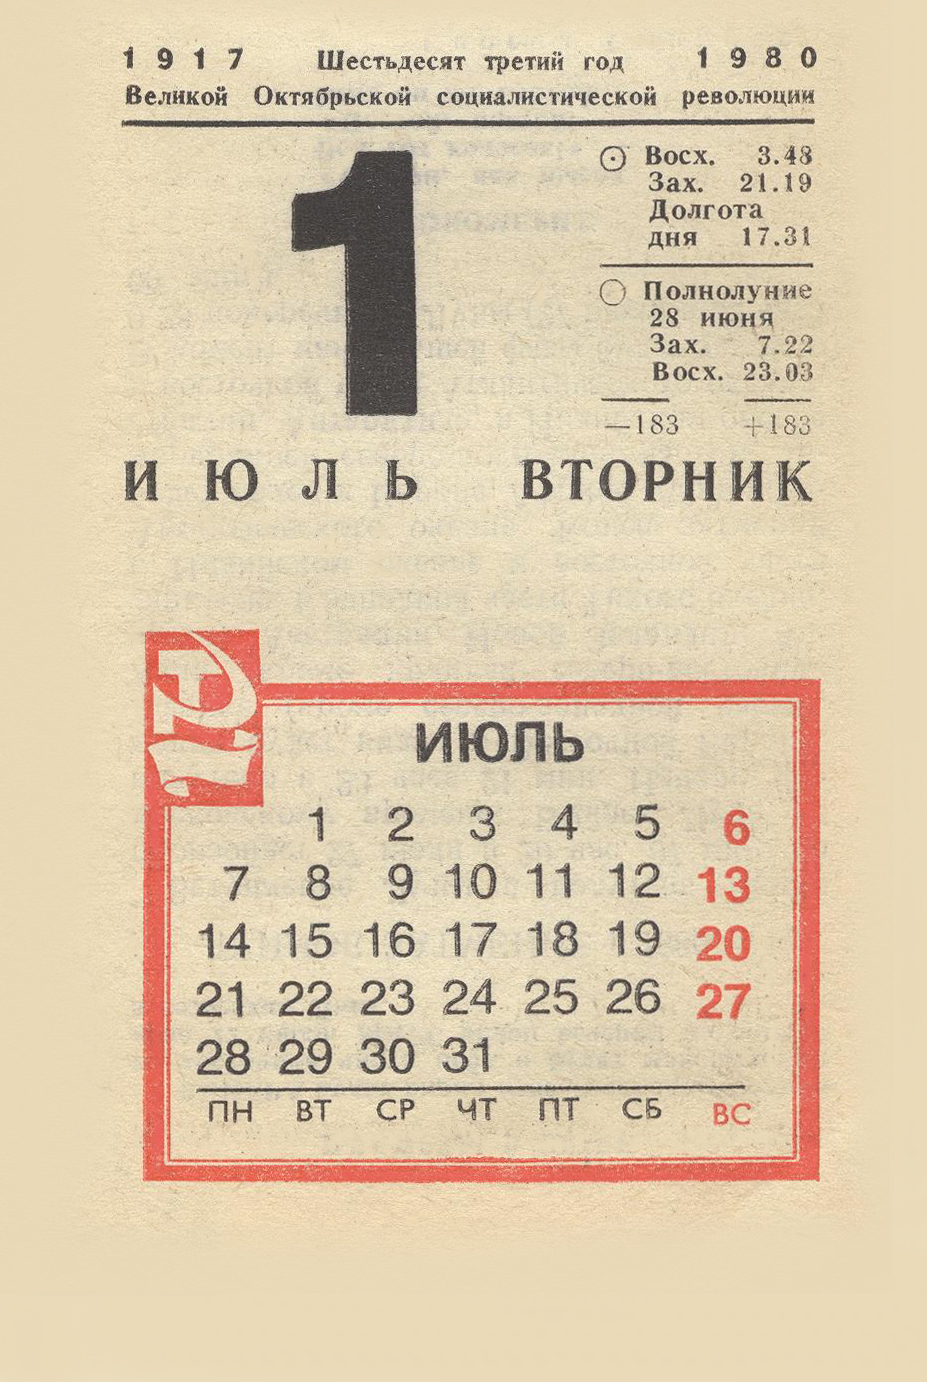 1917 Шестьдесят третий год 1980
Великой Октябрьской социалистической революции
1
Восх. 3.48
Зах. 21.19
Долгота
дня 17.31
Полнолуние
28 июня
Зах. 7.22
Восх. 23.03
—183 +183
ИЮЛЬ ВТОРНИК
ИЮЛЬ
1 2 3 4 5 6
7 8 9 10 11 12 13
14 15 16 17 18 19 20
21 22 23 24 25 26 27
28 29 30 31
ПН ВТ СР ЧТ ПТ СБ ВС